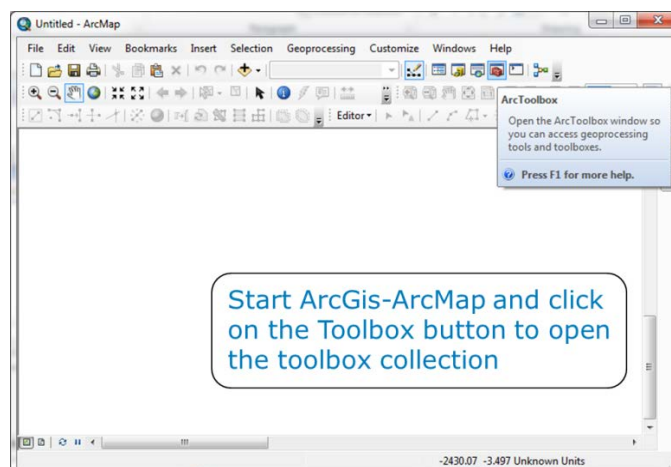 Untitled - ArcMap
File Edit View Bookmarks Insert Selection Geoprocessing Customize Windows Help
ArcToolbox
Open the ArcToolbox window so
you can access geoprocessing
tools and toolboxes.
Press F1 for more help.
Editor
Start ArcGis-ArcMap and click
on the Toolbox button to open
the toolbox collection
-2430.07 -3.497 Unknown Units